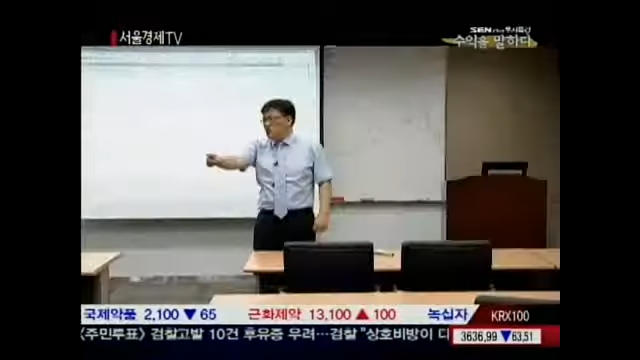 서울경제TV
SEN
수익을 말하다
국제약품 2,100 ▼ 65 근화제약 13,100 ▲ 100 녹십자 KRX100
<주민투표> 검찰고발 10건 후유증 우려…검찰 "상호비방이 다 3636,99 ▼63,51